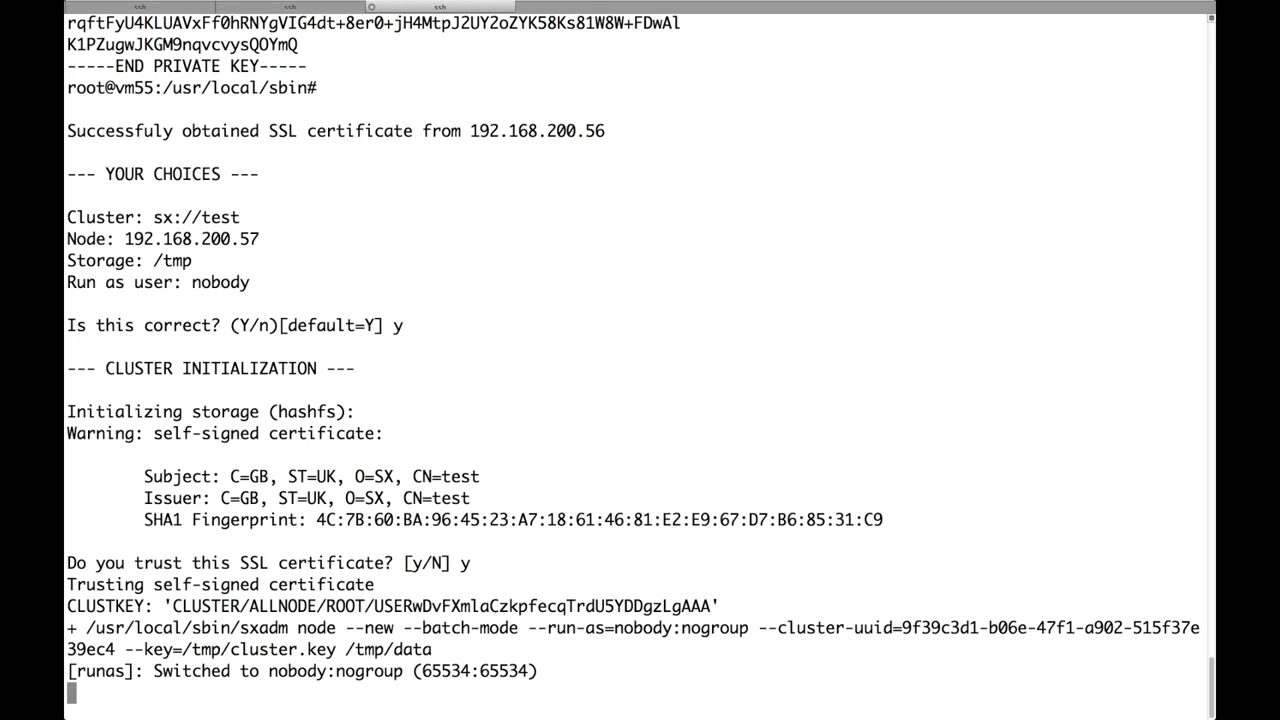 ssh ssh ssh
rqftFyU4KLUAVxFf0hRNYgVIG4dt+8er0+jH4MtpJ2UY2oZYK58Ks81W8W+FDwAl
K1PZugwJKGM9nqvcvysQOYmQ
-----END PRIVATE KEY-----
root@vm55:/usr/local/sbin#
Successfuly obtained SSL certificate from 192.168.200.56
--- YOUR CHOICES ---
Cluster: sx://test
Node: 192.168.200.57
Storage: /tmp
Run as user: nobody
Is this correct? (Y/n)[default=Y] y
--- CLUSTER INITIALIZATION ---
Initializing storage (hashfs):
Warning: self-signed certificate:
Subject: C=GB, ST=UK, O=SX, CN=test
Issuer: C=GB, ST=UK, O=SX, CN=test
SHA1 Fingerprint: 4C:7B:60:BA:96:45:23:A7:18:61:46:81:E2:E9:67:D7:B6:85:31:C9
Do you trust this SSL certificate? [y/N] y
Trusting self-signed certificate
CLUSTKEY: 'CLUSTER/ALLNODE/ROOT/USERwDvFXmlaCzkpfecqTrdU5YDDgzLgAAA'
+ /usr/local/sbin/sxadm node --new --batch-mode --run-as=nobody:nogroup --cluster-uuid=9f39c3d1-b06e-47f1-a902-515f37e
39ec4 --key=/tmp/cluster.key /tmp/data
[runas]: Switched to nobody:nogroup (65534:65534)